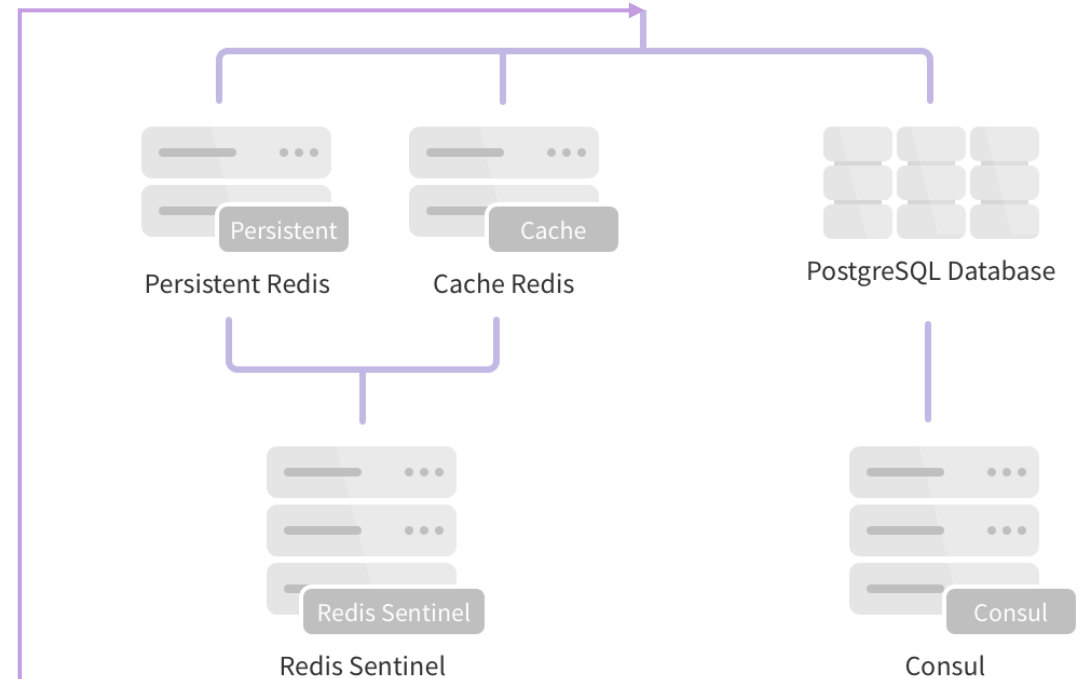 Persistent
Cache
Persistent Redis
Cache Redis
PostgreSQL Database
Redis Sentinel
Consul
Redis Sentinel
Consul